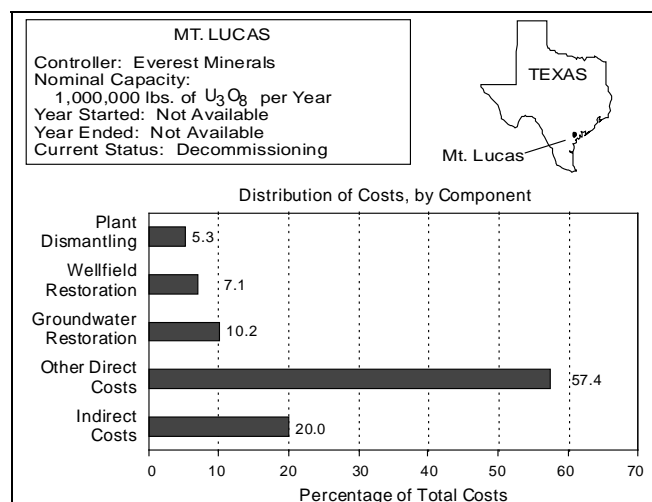 MT. LUCAS
Controller: Everest Minerals
Nominal Capacity:
1,000,000 lbs. of U3O8 per Year
Year Started: Not Available
Year Ended: Not Available
Current Status: Decommissioning
TEXAS
Mt. Lucas
Distribution of Costs, by Component
Plant
Dismantling
5.3
Wellfield
Restoration
7.1
Groundwater
Restoration
10.2
Other Direct
Costs
57.4
Indirect
Costs
20.0
0 10 20 30 40 50 60 70
Percentage of Total Costs